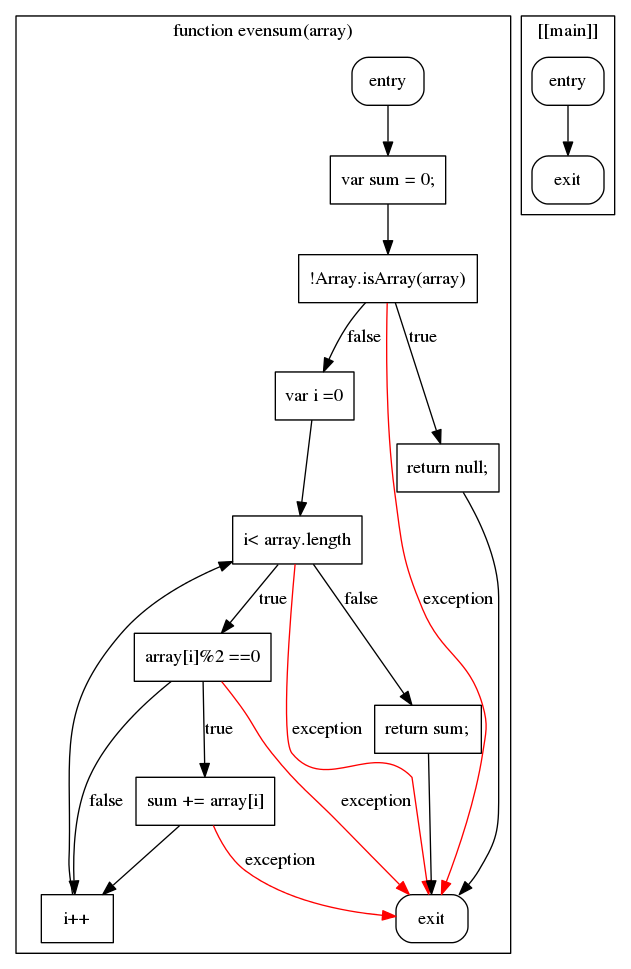 function evensum(array)
[[main]]
entry
entry
var sum = 0;
exit
!Array.isArray(array)
false
true
var i =0
return null;
i< array.length
true
false
exception
array[i]%2 ==0
true
exception
return sum;
false
sum += array[i]
exception
exception
i++
exit